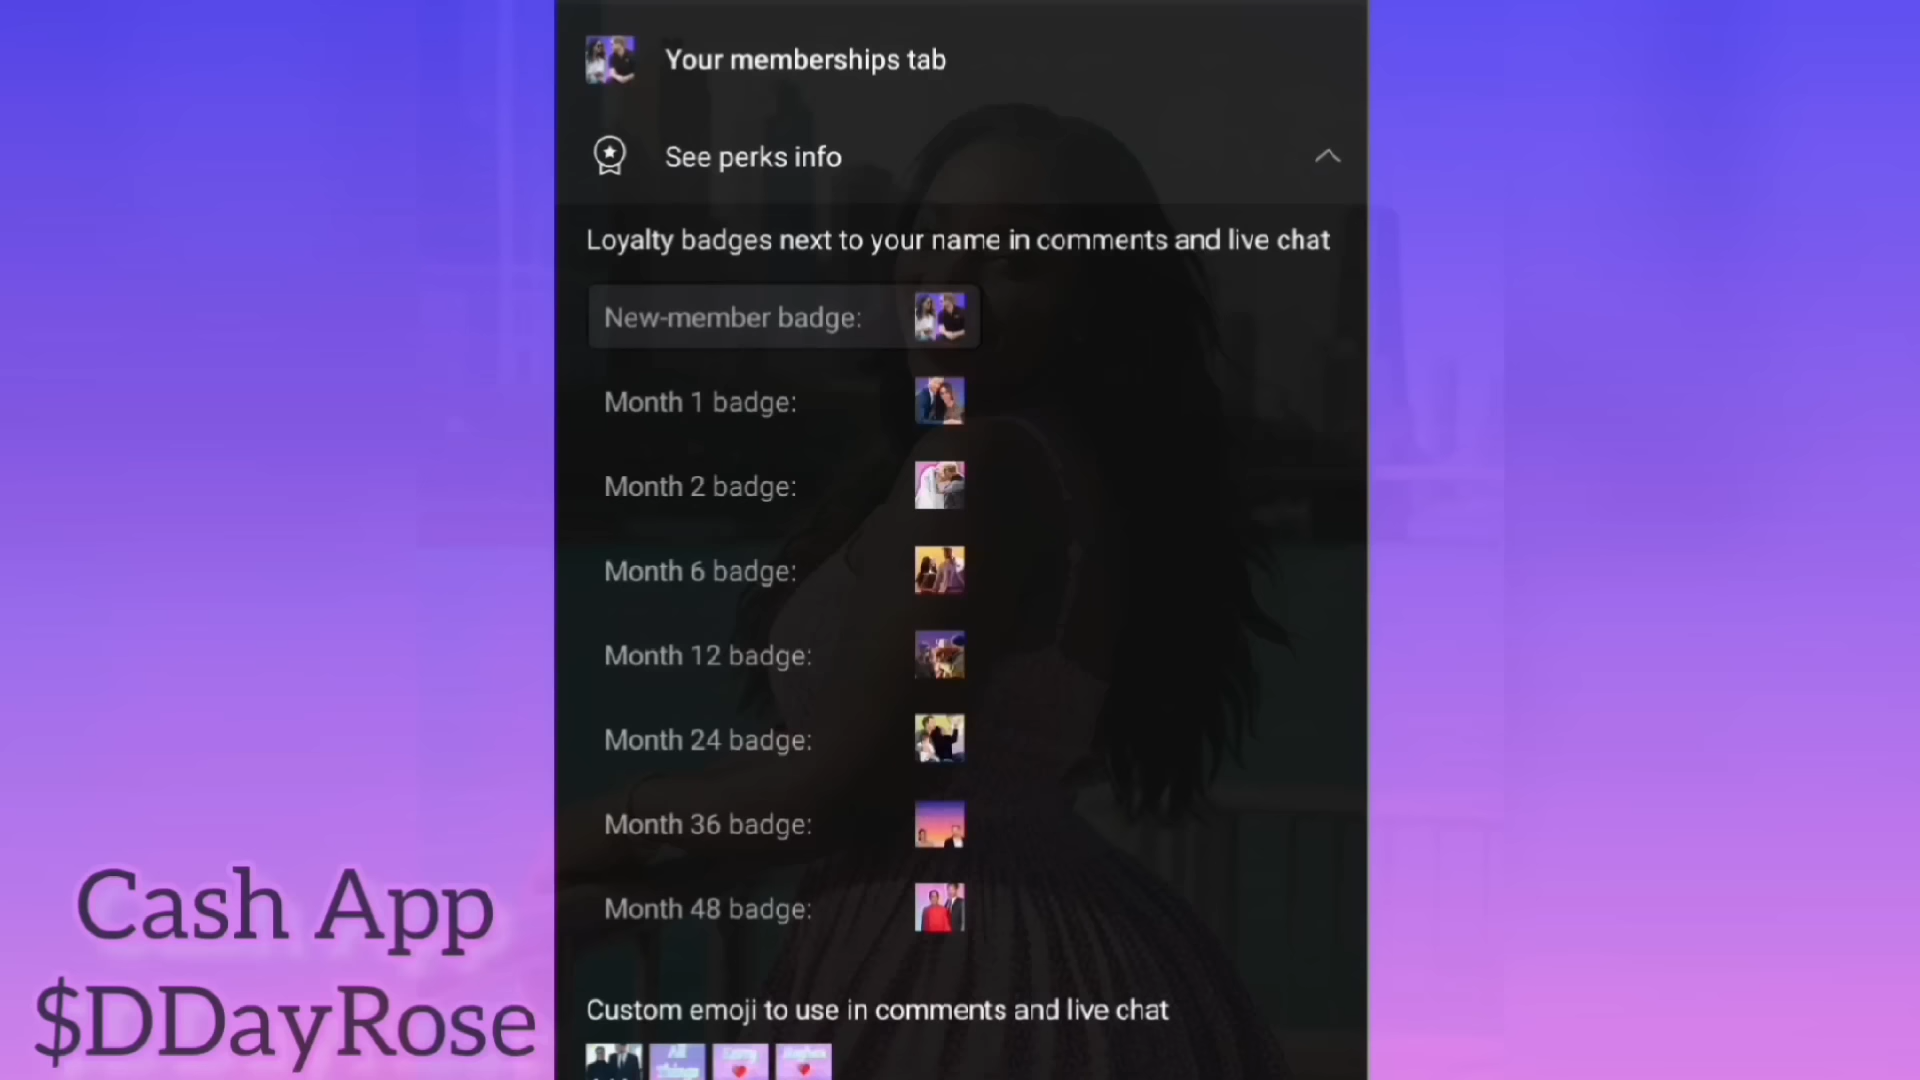 Your memberships tab
See perks info
Loyalty badges next to your name in comments and live chat
New-member badge:
Month 1 badge:
Month 2 badge:
Month 6 badge:
Month 12 badge:
Month 24 badge:
Month 36 badge:
Month 48 badge:
Cash App
$DDayRose
Custom emoji to use in comments and live chat
All
Things